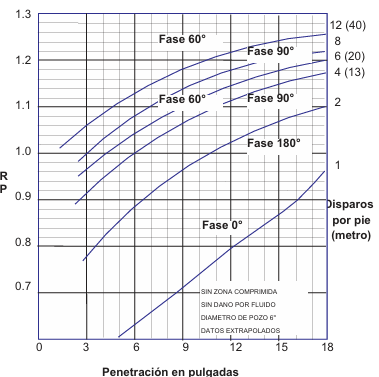 1.3
12 (40)
Fase 60°
8
Fase 90°
1.2
6 (20)
4 (13)
Fase 60°
Fase 90°
1.1
2
Fase 180°
1.0
1
R
P
0.9
Disparos
por pie
(metro)
Fase 0°
0.8
0.7
SIN ZONA COMPRIMIDA
SIN DANO POR FLUIDO
DIAMETRO DE POZO 6"
DATOS EXTRAPOLADOS
0 3 6 9 12 15 18
Penetración en pulgadas